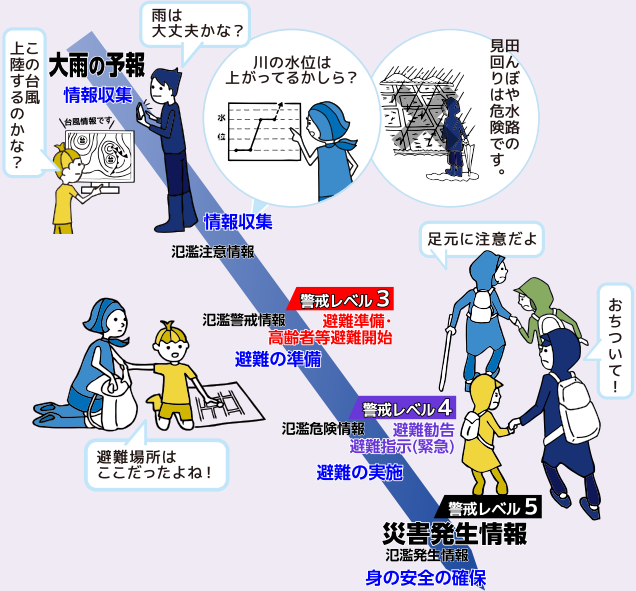 雨は
大丈夫かな？
この台風
上陸するのかな？
大雨の予報
情報収集
台風情報です
台
台
川の水位は
上がってるかしら？
水位
田んぼや水路の
見回りは危険です。
情報収集
氾濫注意情報
足元に注意だよ
警戒レベル3
氾濫警戒情報
避難準備・
高齢者等避難開始
避難の準備
おちついて！
避難場所は
ここだったよね！
警戒レベル4
氾濫危険情報
避難勧告
避難指示(緊急)
避難の実施
警戒レベル5
災害発生情報
氾濫発生情報
身の安全の確保